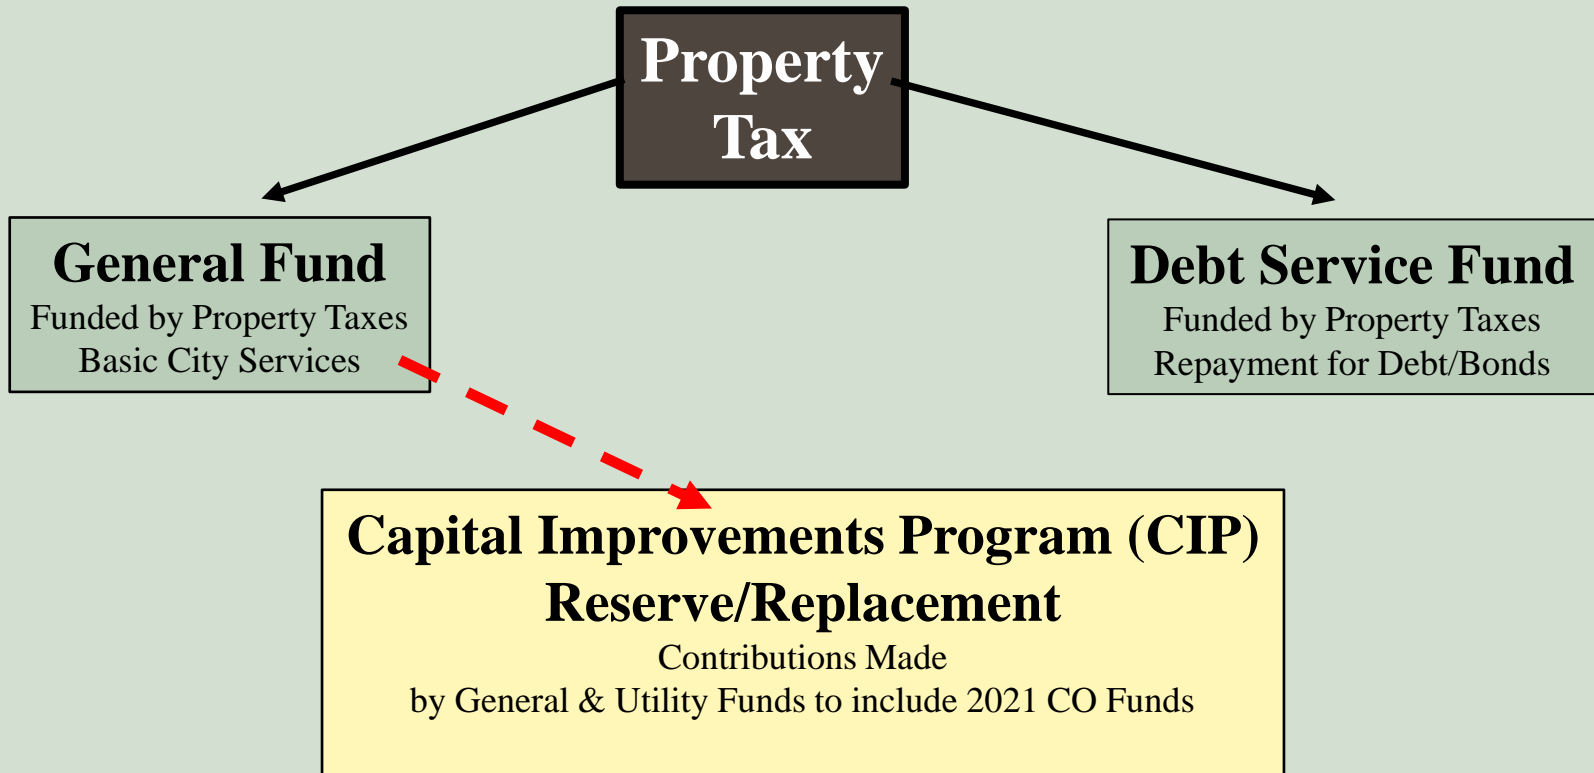 Property
Tax
General Fund
Funded by Property Taxes
Basic City Services
Debt Service Fund
Funded by Property Taxes
Repayment for Debt/Bonds
Capital Improvements Program (CIP)
Reserve/Replacement
Contributions Made
by General & Utility Funds to include 2021 CO Funds